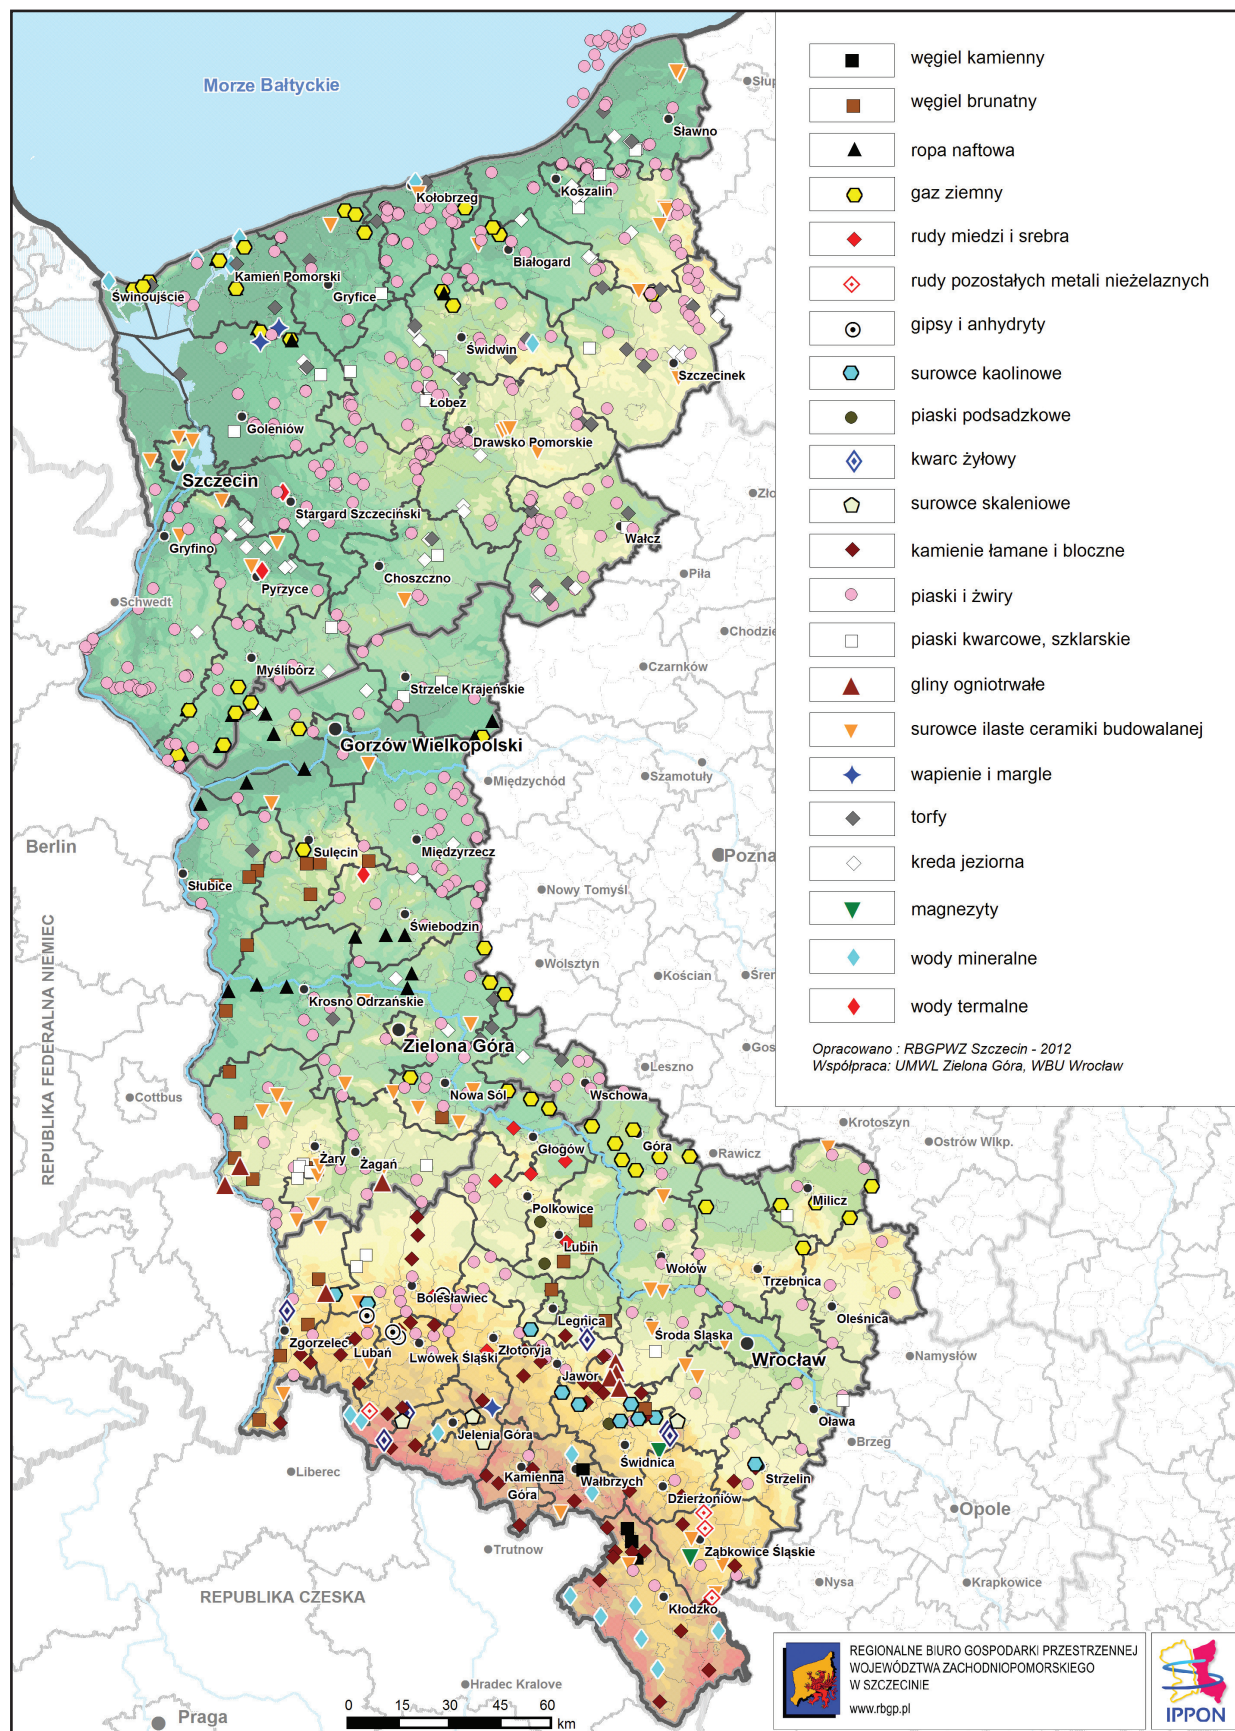 Morze Bałtyckie
Słup
Sławno
Koszalin
Kołobrzeg
Białogard
Kamień Pomorski
Gryfice
Świnoujście
Świdwin
Szczecinek
Łobez
Goleniów
Drawsko Pomorskie
Szczecin
Stargard Szczeciński
Zło
Wałcz
Gryfino
Choszczno
Pyrzyce
Piła
Schwedt
Chodzie
Myślibórz
Strzelce Krajeńskie
Czarnków
Gorzów Wielkopolski
Międzychód
Szamotuły
Berlin
Sulęcin
Międzyrzecz
Pozna
Słubice
Nowy Tomyśl
Świebodzin
Wolsztyn
Kościan
Śrer
Krosno Odrzańskie
Zielona Góra
Gos
REPUBLIKA FEDERALNA NIEMIEC
Leszno
Cottbus
Nowa Sól
Wschowa
Krotoszyn
Ostrów Wlkp.
Głogów
Góra
Rawicz
Żary
Żagań
Milicz
Polkowice
Lubin
Wołów
Trzebnica
Bolesławiec
Oleśnica
Legnica
Środa Śląska
Zgorzelec
Lubań
Lwówek Śląski
Złotoryja
Wrocław
Namysłów
Jawor
Oława
Jelenia Góra
Brzeg
Świdnica
Liberec
Kamienna
Góra
Wałbrzych
Strzelin
Dzierżoniów
Opole
Trutnow
Ząbkowice Śląskie
Nysa
Krapkowice
REPUBLIKA CZESKA
Kłodzko
Hradec Kralove
Praga
0 15 30 45 60
km
węgiel kamienny
węgiel brunatny
ropa naftowa
gaz ziemny
rudy miedzi i srebra
rudy pozostałych metali nieżelaznych
gipsy i anhydryty
surowce kaolinowe
piaski podsadzkowe
kwarc żyłowy
surowce skaleniowe
kamienie łamane i bloczne
piaski i żwiry
piaski kwarcowe, szklarskie
gliny ogniotrwałe
surowce ilaste ceramiki budowalanej
wapienie i margle
torfy
kreda jeziorna
magnezyty
wody mineralne
wody termalne
Opracowano : RBGPWZ Szczecin - 2012
Współpraca: UMWL Zielona Góra, WBU Wrocław
REGIONALNE BIURO GOSPODARKI PRZESTRZENNEJ
WOJEWÓDZTWA ZACHODNIOPOMORSKIEGO
W SZCZECINIE
www.rbgp.pl
IPPON